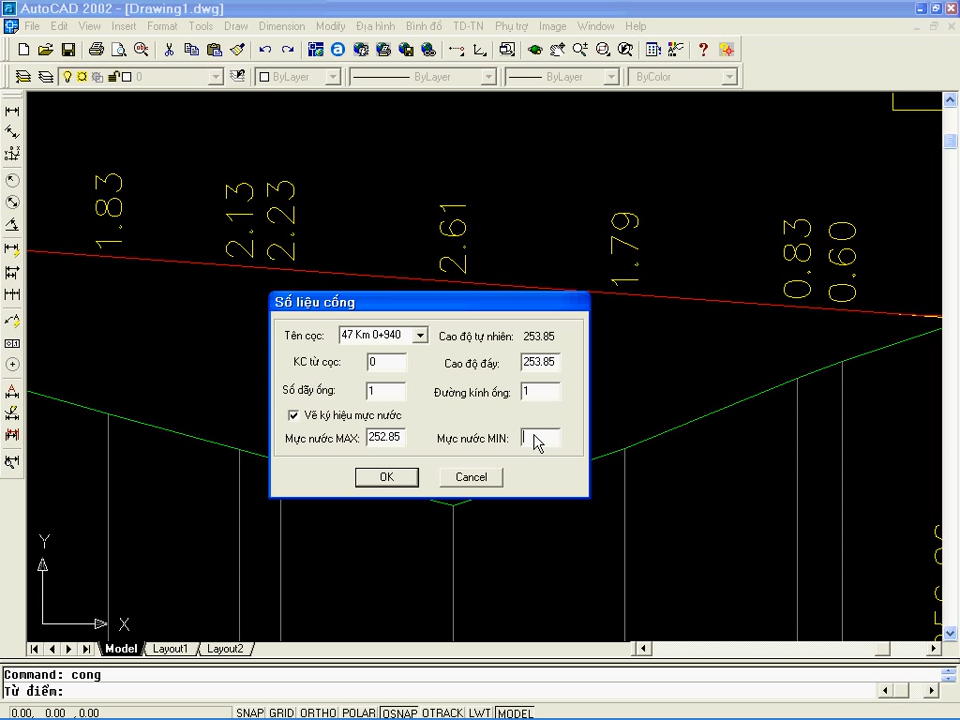 AutoCAD 2002 - [Drawing1.dwg]
File Edit View Insert Format Tools Draw Dimension Modify Địa hình Bình đồ TD-TN Phụ trợ Image Window Help
0 ByLayer ByLayer ByLayer ByColor
1.83
2.13
2.23
2.61
1.79
0.83
0.60
Số liệu cống
Tên cọc: 47 Km 0+940 Cao độ tự nhiên: 253.85
KC từ cọc: 0 Cao độ đáy: 253.85
Số dãy ống: 1 Đường kính ống: 1
Vẽ ký hiệu mực nước
Mực nước MAX: 252.85 Mực nước MIN:
OK Cancel
Y
X
Model Layout1 Layout2
Command: cong
Từ điểm:
0.00, 0.00 ,0.00 SNAP GRID ORTHO POLAR OSNAP OTRACK LWT MODEL